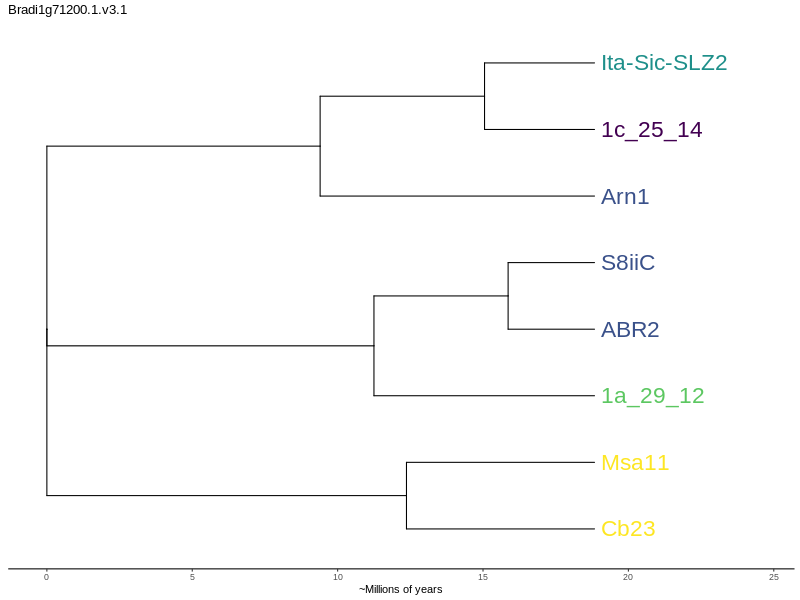 Bradi1g71200.1.v3.1
Ita-Sic-SLZ2
1c_25_14
Arn1
S8iiC
ABR2
1a_29_12
Msa11
Cb23
0 5 10 15 20 25
~Millions of years